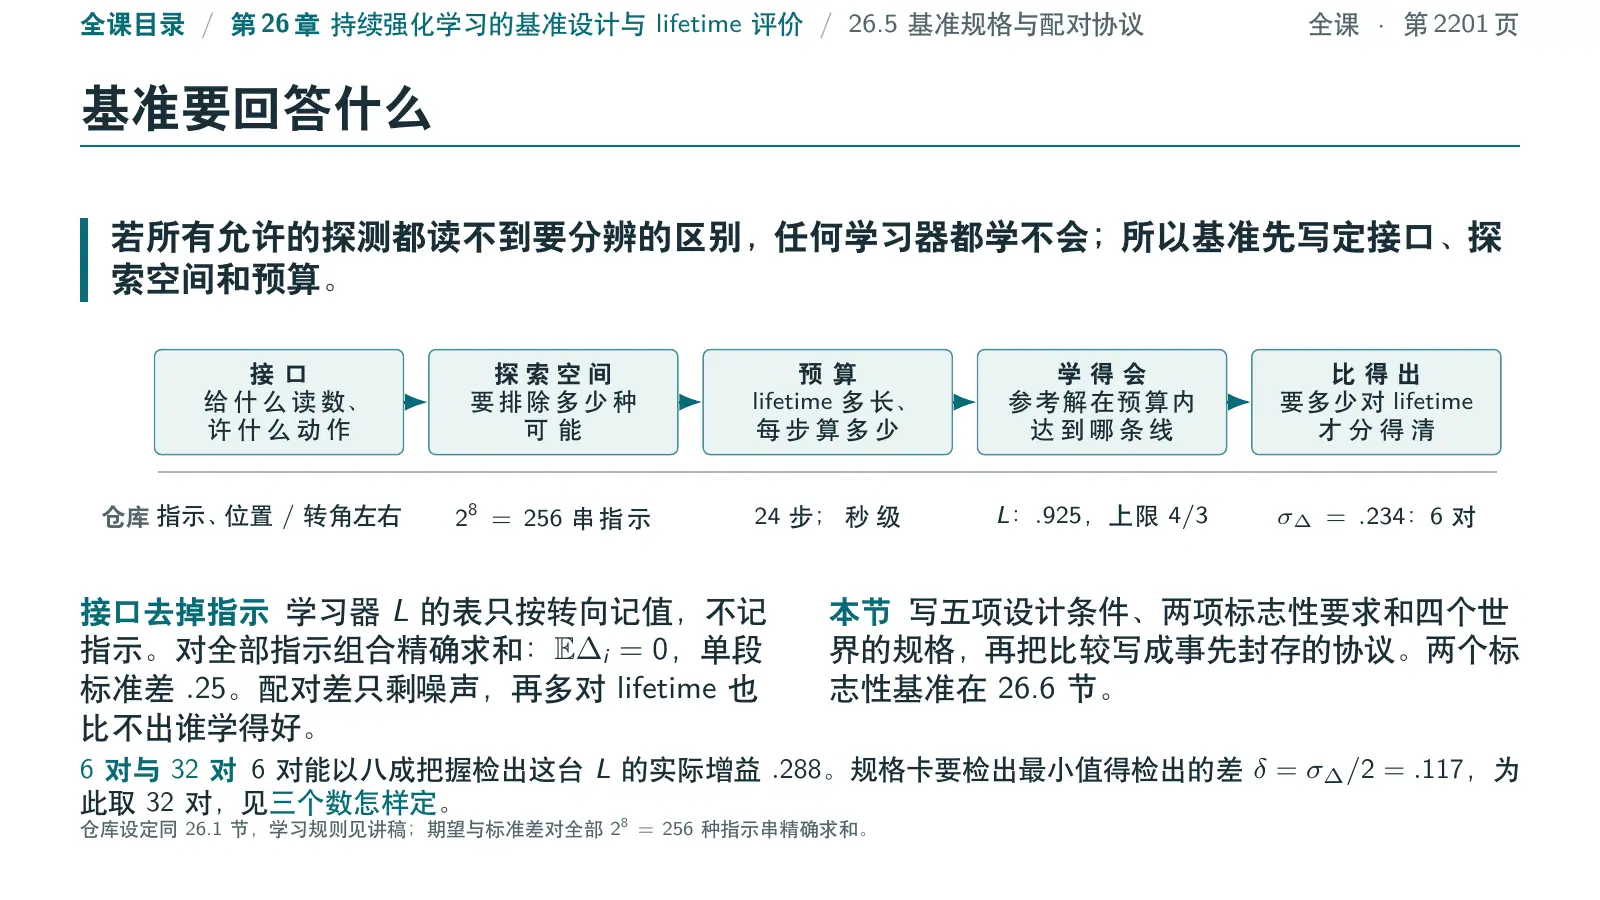 全课目录 / 第26章 持续强化学习的基准设计与 lifetime 评价 / 26.5 基准规格与配对协议 全课 · 第2201页
基准要回答什么
若所有允许的探测都读不到要分辨的区别，任何学习器都学不会；所以基准先写定接口、探
索空间和预算。
接口
给什么读数、
许什么动作
探索空间
要排除多少种
可能
预算
lifetime 多长、
每步算多少
学得会
参考解在预算内
达到哪条线
比得出
要多少对 lifetime
才分得清
仓库 指示、位置 / 转角左右 2⁸ = 256 串指示 24 步； 秒级 L：.925，上限 4/3 σ_Δ = .234：6 对
接口去掉指示 学习器 L 的表只按转向记值，不记
指示。对全部指示组合精确求和：𝔼Δᵢ = 0，单段
标准差 .25。配对差只剩噪声，再多对 lifetime 也
比不出谁学得好。
本节 写五项设计条件、两项标志性要求和四个世
界的规格，再把比较写成事先封存的协议。两个标
志性基准在 26.6 节。
6 对与 32 对 6 对能以八成把握检出这台 L 的实际增益 .288。规格卡要检出最小值得检出的差 δ = σ_Δ/2 = .117，为
此取 32 对，见三个数怎样定。
仓库设定同 26.1 节，学习规则见讲稿；期望与标准差对全部 2⁸ = 256 种指示串精确求和。